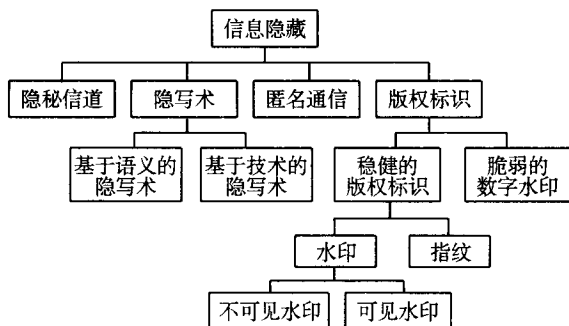 信息隐藏
隐秘信道
隐写术
匿名通信
版权标识
基于语义的
隐写术
基于技术的
隐写术
稳健的
版权标识
脆弱的
数字水印
水印
指纹
不可见水印
可见水印